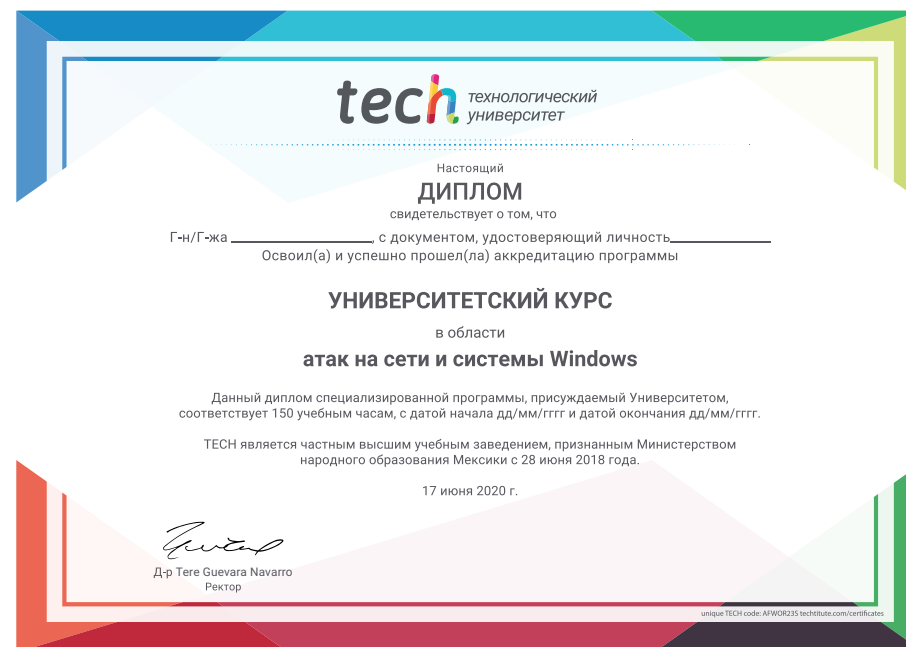 tech технологический
университет
Настоящий
ДИПЛОМ
свидетельствует о том, что
Г-н/Г-жа ____________________, с документом, удостоверяющий личность______________
Освоил(а) и успешно прошел(ла) аккредитацию программы
УНИВЕРСИТЕТСКИЙ КУРС
в области
атак на сети и системы Windows
Данный диплом специализированной программы, присуждаемый Университетом,
соответствует 150 учебным часам, с датой начала дд/мм/гггг и датой окончания дд/мм/гггг.
TECH является частным высшим учебным заведением, признанным Министерством
народного образования Мексики с 28 июня 2018 года.
17 июня 2020 г.
Д-р Tere Guevara Navarro
Ректор
unique TECH code: AFWOR23S techtitute.com/certificates